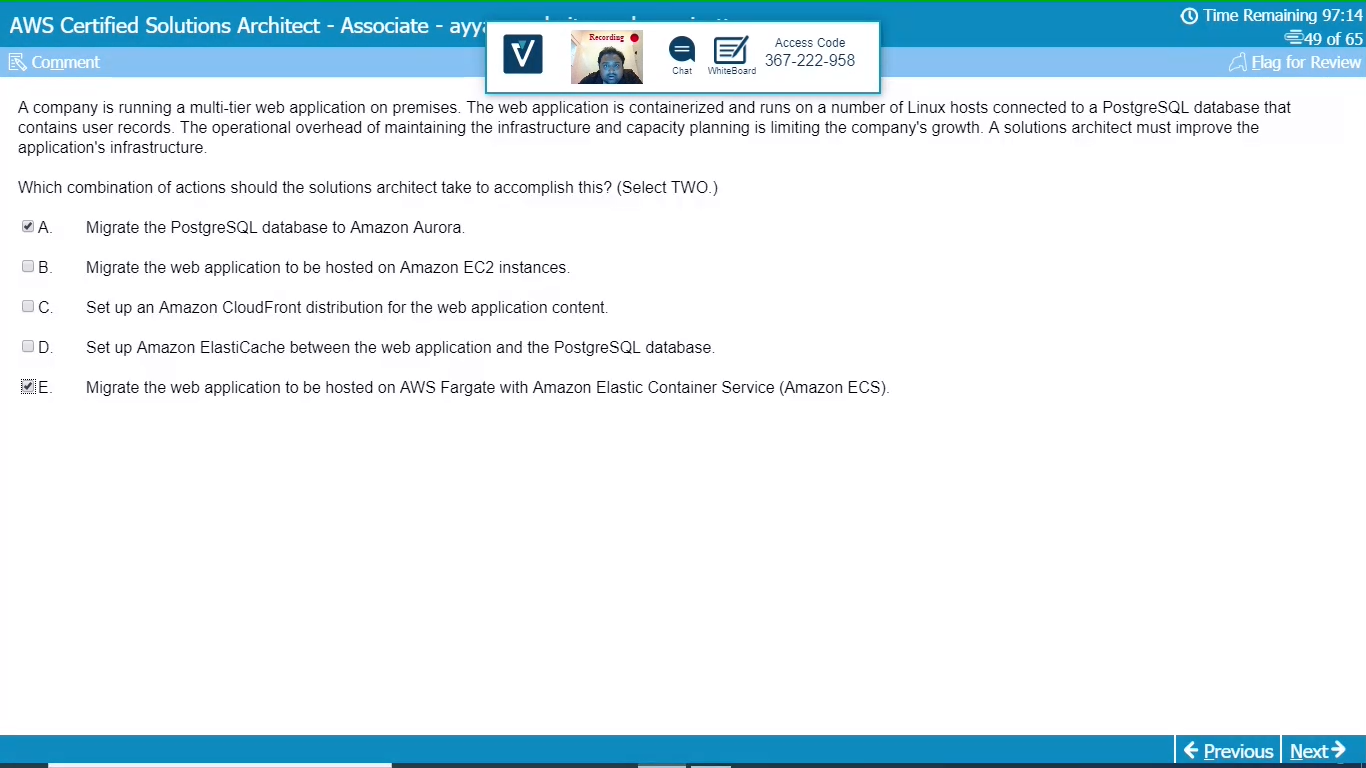 AWS Certified Solutions Architect - Associate - ayy
Time Remaining 97:14
49 of 65
Comment
Flag for Review
Recording
Chat
WhiteBoard
Access Code
367-222-958
A company is running a multi-tier web application on premises. The web application is containerized and runs on a number of Linux hosts connected to a PostgreSQL database that
contains user records. The operational overhead of maintaining the infrastructure and capacity planning is limiting the company's growth. A solutions architect must improve the
application's infrastructure.
Which combination of actions should the solutions architect take to accomplish this? (Select TWO.)
A. Migrate the PostgreSQL database to Amazon Aurora.
B. Migrate the web application to be hosted on Amazon EC2 instances.
C. Set up an Amazon CloudFront distribution for the web application content.
D. Set up Amazon ElastiCache between the web application and the PostgreSQL database.
E. Migrate the web application to be hosted on AWS Fargate with Amazon Elastic Container Service (Amazon ECS).
Previous
Next